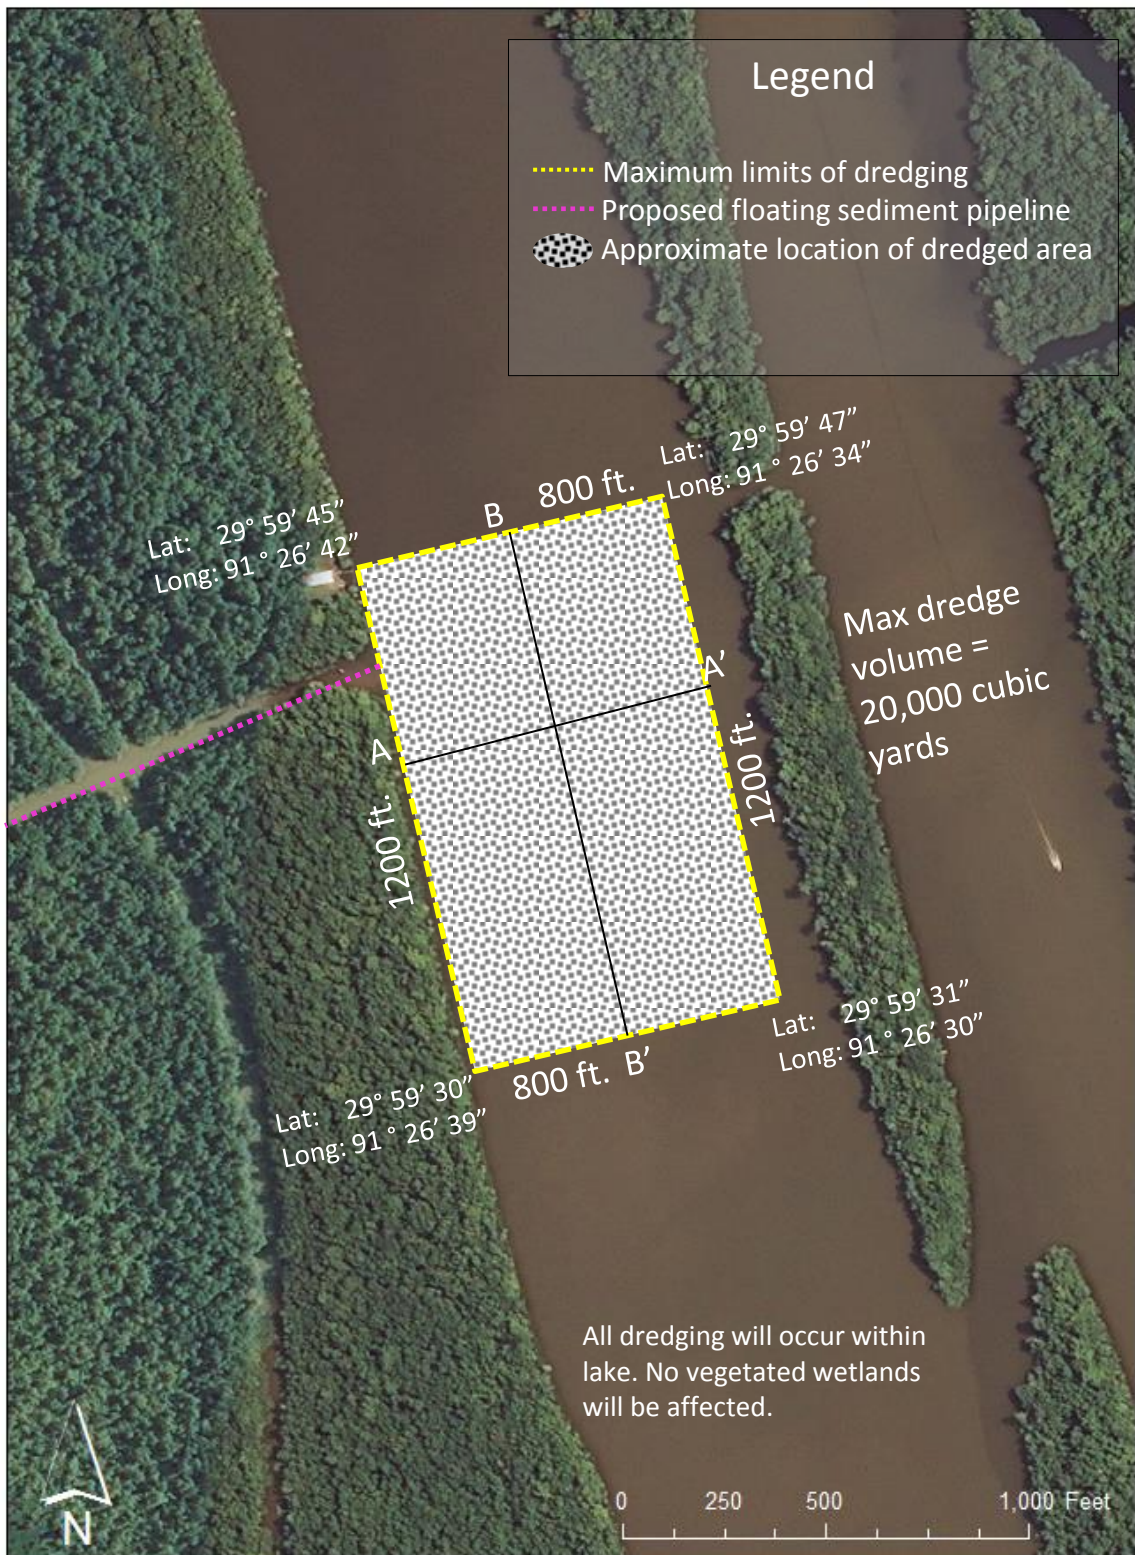 Legend
Maximum limits of dredging
Proposed floating sediment pipeline
Approximate location of dredged area
Lat: 29° 59’ 47”
Long: 91 ° 26’ 34”
800 ft.
B
Lat: 29° 59’ 45”
Long: 91 ° 26’ 42”
Max dredge
volume =
20,000 cubic
yards
A’
A
1200 ft.
1200 ft.
Lat: 29° 59’ 31”
Long: 91 ° 26’ 30”
B’
800 ft.
Lat: 29° 59’ 30”
Long: 91 ° 26’ 39”
All dredging will occur within
lake. No vegetated wetlands
will be affected.
N
0 250 500 1,000 Feet